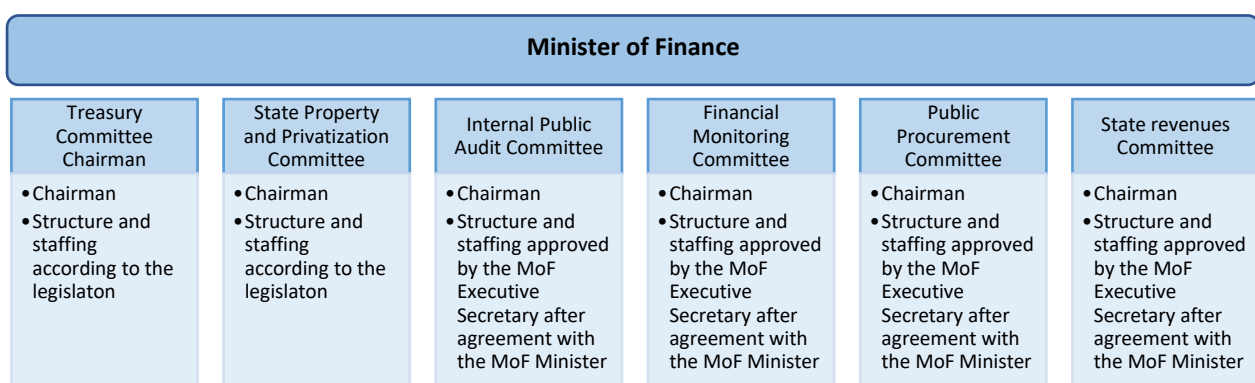 Minister of Finance
Treasury
Committee
Chairman
•Chairman
•Structure and
staffing
according to the
legislaton
State Property
and Privatization
Committee
•Chairman
•Structure and
staffing
according to the
legislaton
Internal Public
Audit Committee
•Chairman
•Structure and
staffing approved
by the MoF
Executive
Secretary after
agreement with
the MoF Minister
Financial
Monitoring
Committee
•Chairman
•Structure and
staffing approved
by the MoF
Executive
Secretary after
agreement with
the MoF Minister
Public
Procurement
Committee
•Chairman
•Structure and
staffing approved
by the MoF
Executive
Secretary after
agreement with
the MoF Minister
State revenues
Committee
•Chairman
•Structure and
staffing approved
by the MoF
Executive
Secretary after
agreement with
the MoF Minister